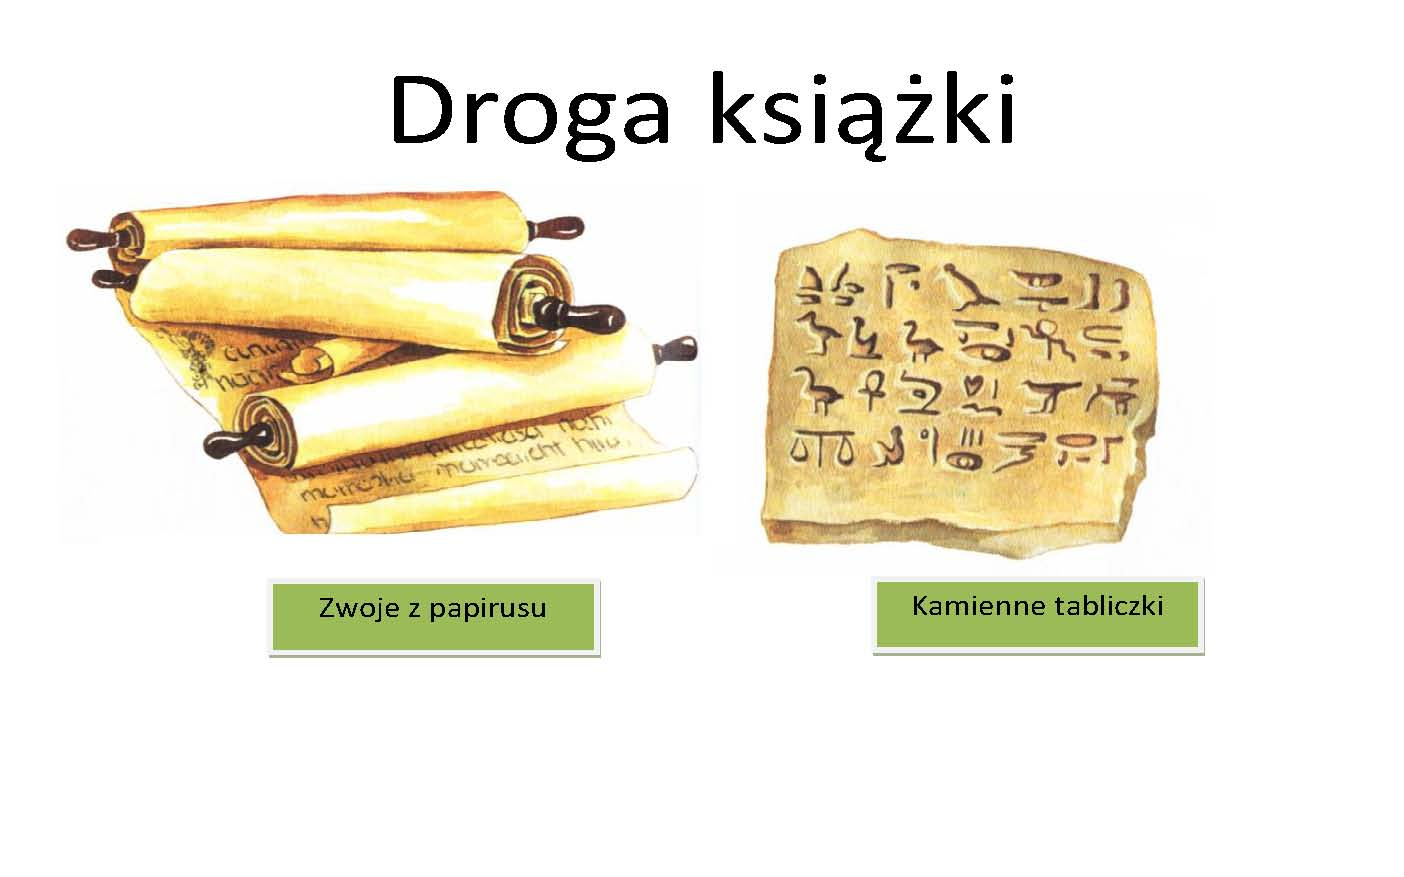 Droga książki
Zwoje z papirusu
Kamienne tabliczki